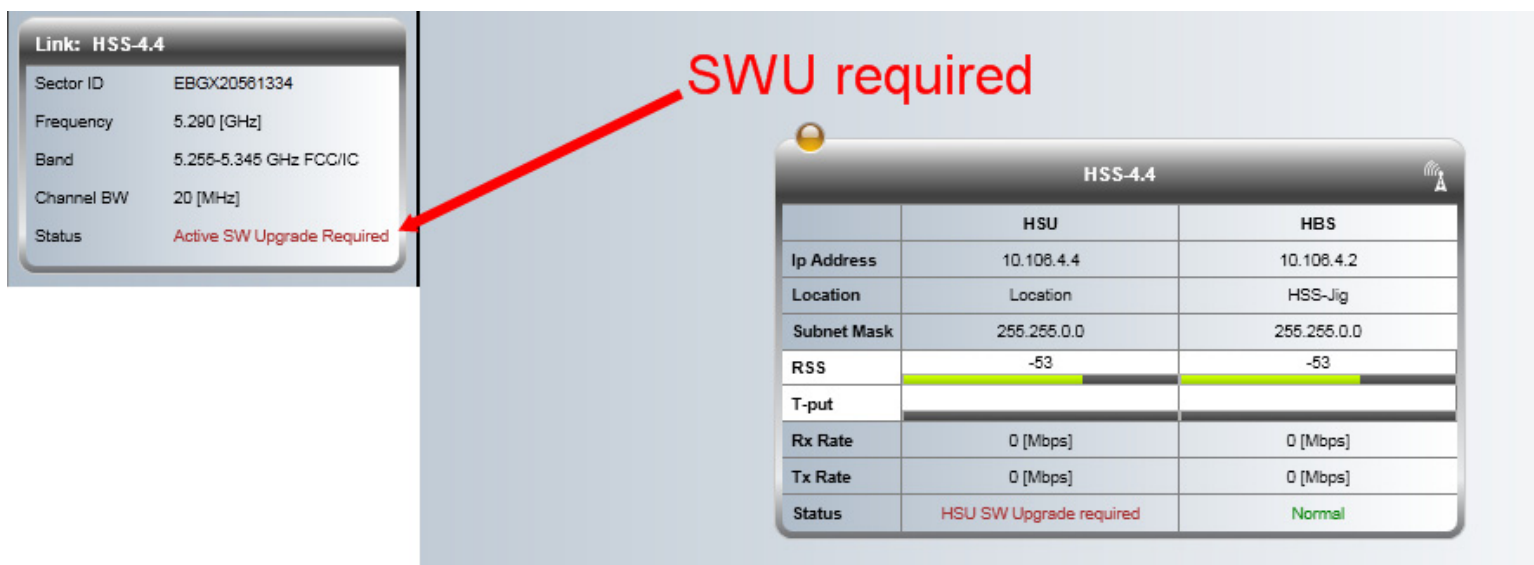 Link: HSS-4.4
Sector ID EBGX20561334
Frequency 5.290 [GHz]
Band 5.255-5.345 GHz FCC/IC
Channel BW 20 [MHz]
Status Active SW Upgrade Required
SWU required
HSS-4.4
HSU HBS
Ip Address 10.106.4.4 10.106.4.2
Location Location HSS-Jig
Subnet Mask 255.255.0.0 255.255.0.0
RSS -53 -53
T-put
Rx Rate 0 [Mbps] 0 [Mbps]
Tx Rate 0 [Mbps] 0 [Mbps]
Status HSU SW Upgrade required Normal